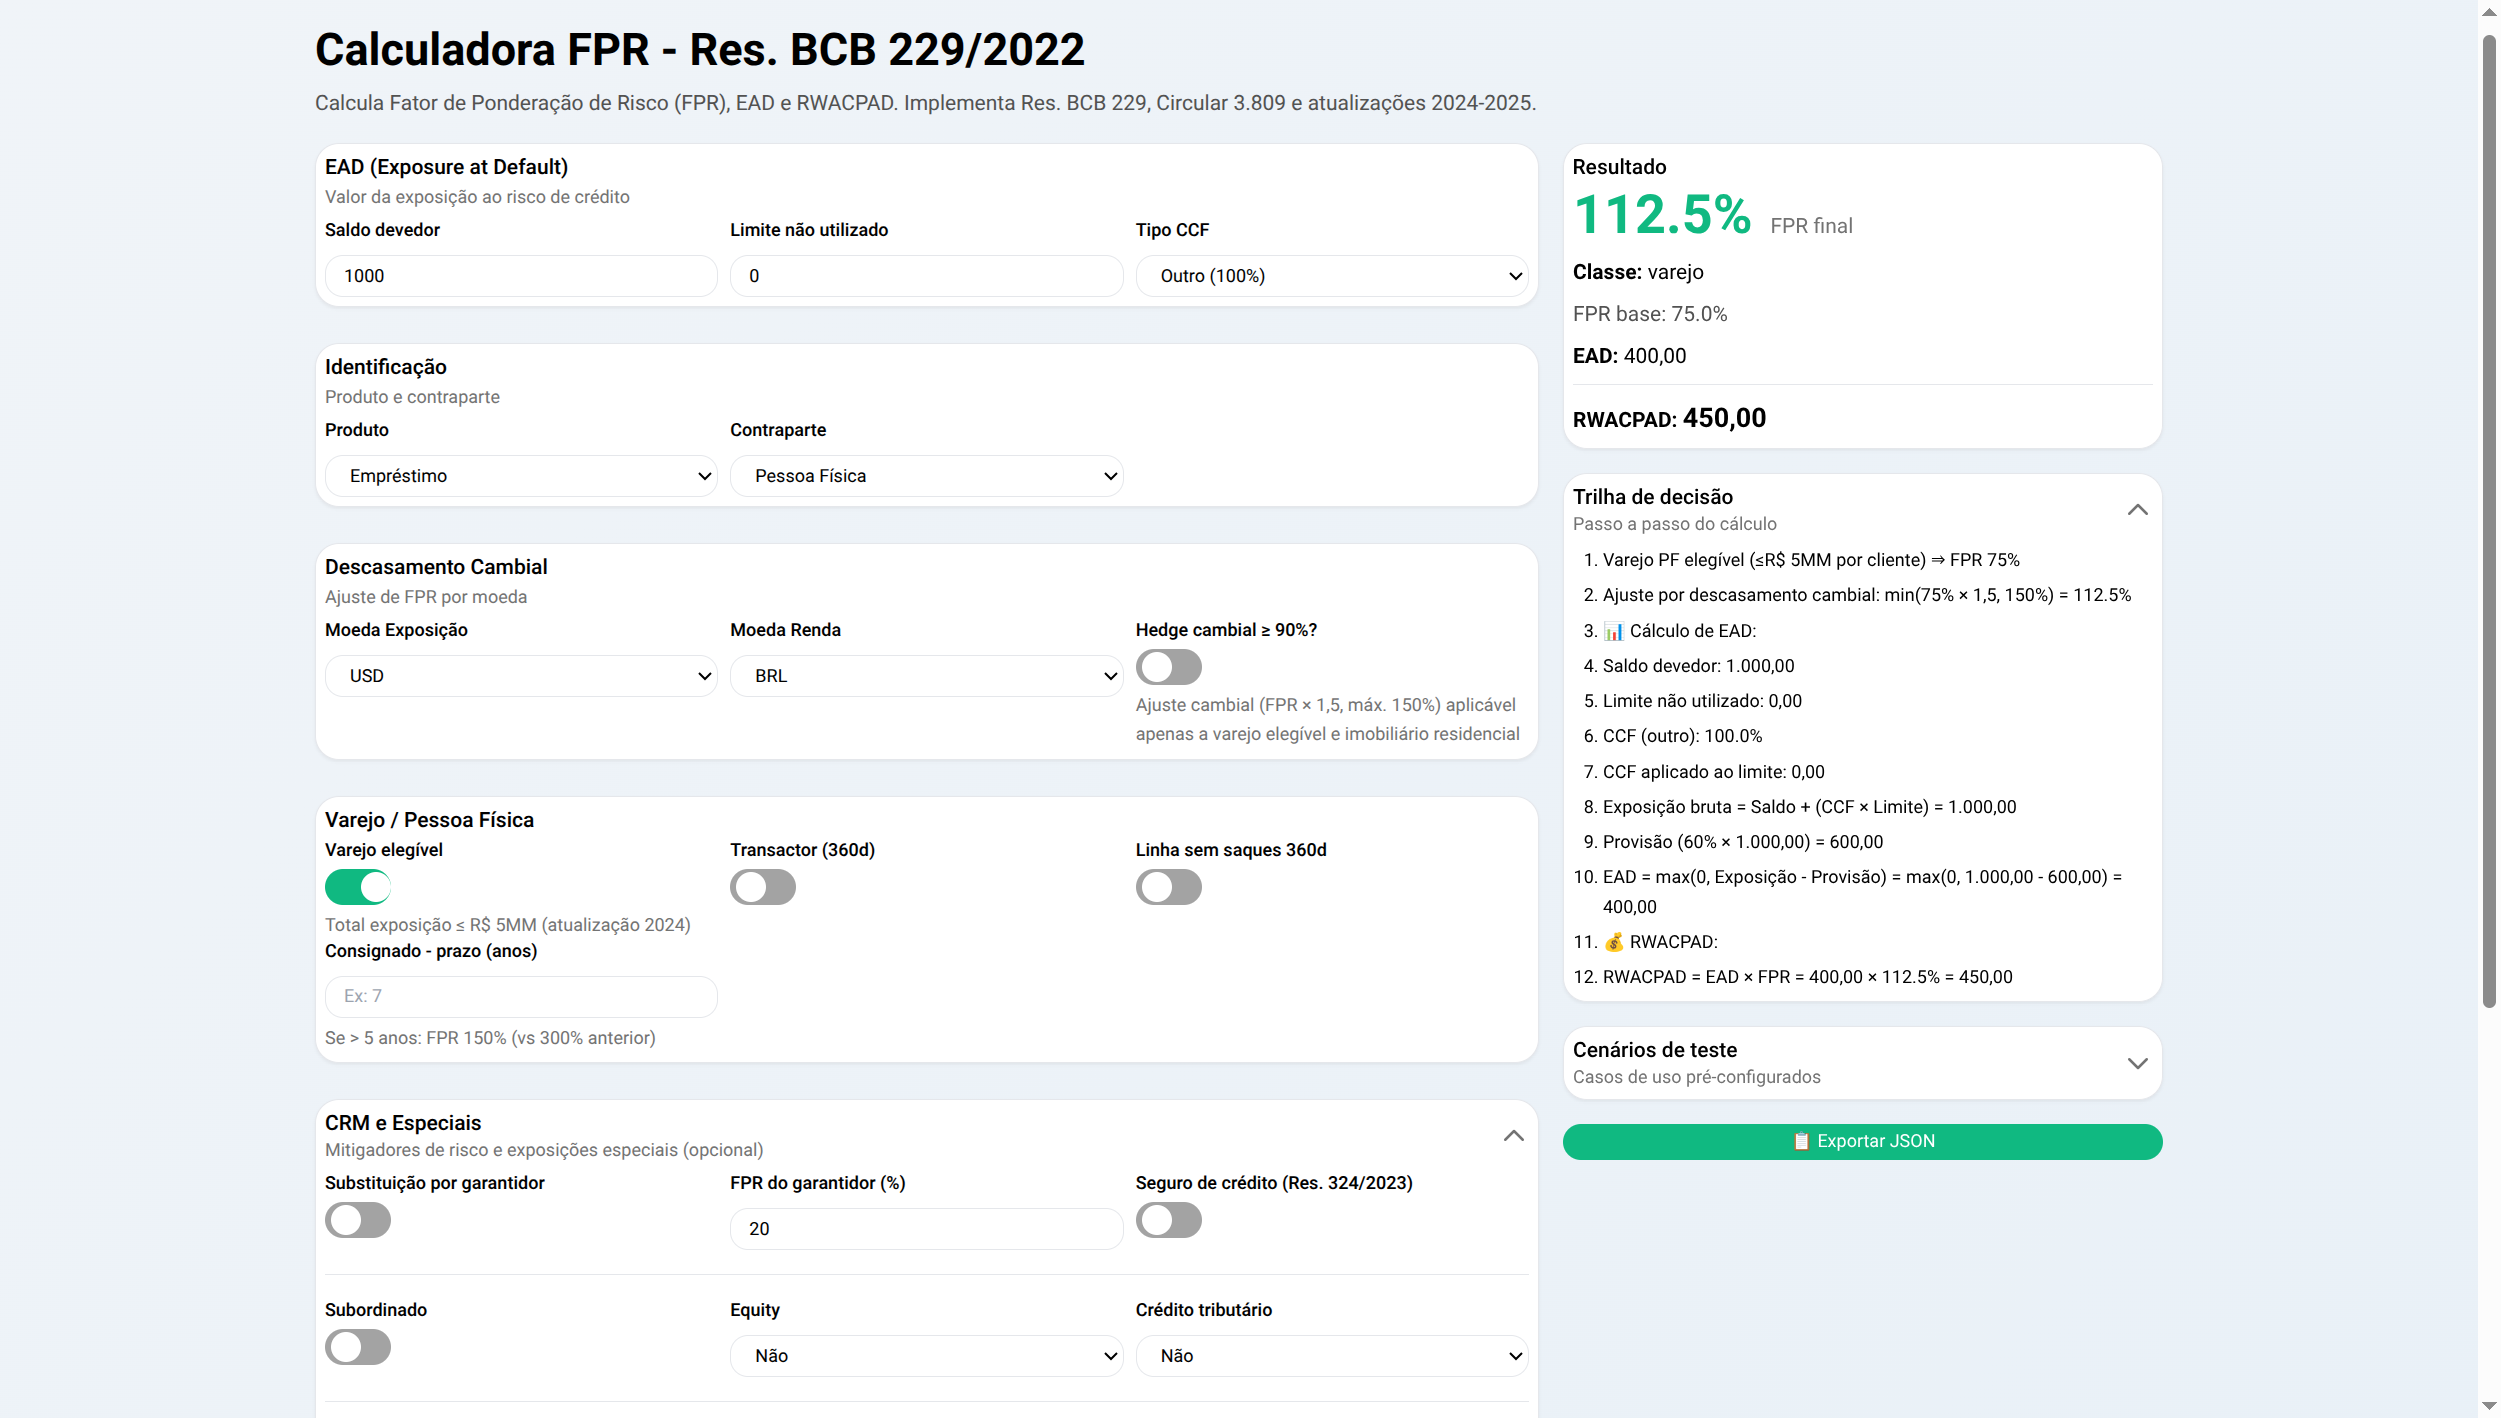 Calculadora FPR - Res. BCB 229/2022
Calcula Fator de Ponderação de Risco (FPR), EAD e RWACPAD. Implementa Res. BCB 229, Circular 3.809 e atualizações 2024-2025.
EAD (Exposure at Default)
Valor da exposição ao risco de crédito
Saldo devedor
Limite não utilizado
Tipo CCF
1000
0
Outro (100%)
Identificação
Produto e contraparte
Produto
Contraparte
Empréstimo
Pessoa Física
Descasamento Cambial
Ajuste de FPR por moeda
Moeda Exposição
Moeda Renda
Hedge cambial ≥ 90%?
USD
BRL
Ajuste cambial (FPR × 1,5, máx. 150%) aplicável
apenas a varejo elegível e imobiliário residencial
Varejo / Pessoa Física
Varejo elegível
Transactor (360d)
Linha sem saques 360d
Total exposição ≤ R$ 5MM (atualização 2024)
Consignado - prazo (anos)
Ex: 7
Se > 5 anos: FPR 150% (vs 300% anterior)
CRM e Especiais
Mitigadores de risco e exposições especiais (opcional)
Substituição por garantidor
FPR do garantidor (%)
Seguro de crédito (Res. 324/2023)
20
Subordinado
Equity
Crédito tributário
Não
Não
Resultado
112.5% FPR final
Classe: varejo
FPR base: 75.0%
EAD: 400,00
RWACPAD: 450,00
Trilha de decisão
Passo a passo do cálculo
1. Varejo PF elegível (≤R$ 5MM por cliente) ⇒ FPR 75%
2. Ajuste por descasamento cambial: min(75% × 1,5, 150%) = 112.5%
3. 📊 Cálculo de EAD:
4. Saldo devedor: 1.000,00
5. Limite não utilizado: 0,00
6. CCF (outro): 100.0%
7. CCF aplicado ao limite: 0,00
8. Exposição bruta = Saldo + (CCF × Limite) = 1.000,00
9. Provisão (60% × 1.000,00) = 600,00
10. EAD = max(0, Exposição - Provisão) = max(0, 1.000,00 - 600,00) =
400,00
11. 💰 RWACPAD:
12. RWACPAD = EAD × FPR = 400,00 × 112.5% = 450,00
Cenários de teste
Casos de uso pré-configurados
📋 Exportar JSON